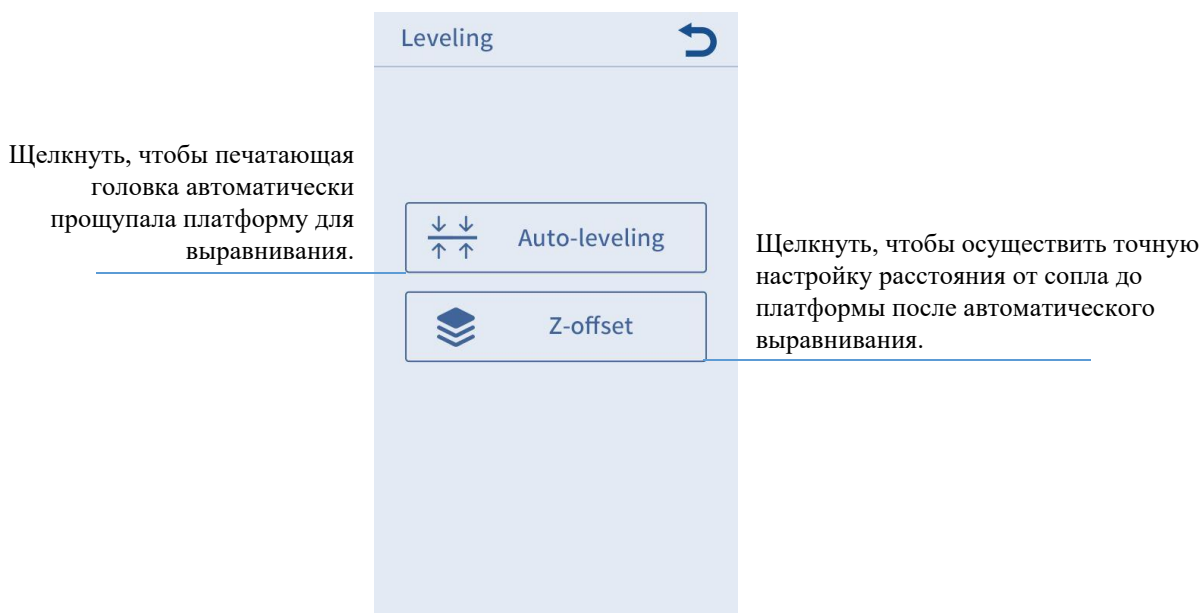 Leveling
Щелкнуть, чтобы печатающая
головка автоматически
прощупала платформу для
выравнивания.
Auto-leveling
Z-offset
Щелкнуть, чтобы осуществить точную
настройку расстояния от сопла до
платформы после автоматического
выравнивания.